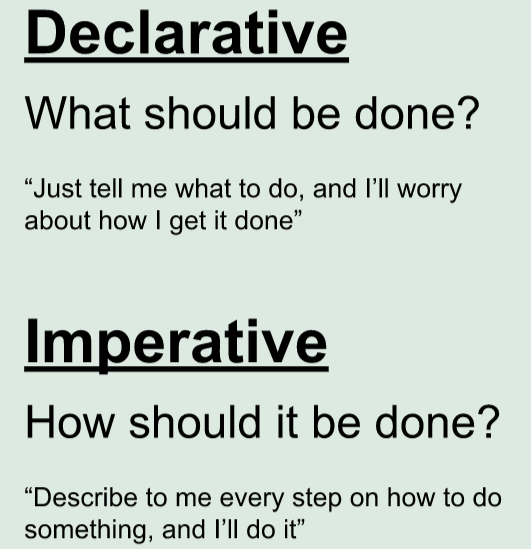 Declarative
What should be done?
“Just tell me what to do, and I’ll worry
about how I get it done”
Imperative
How should it be done?
“Describe to me every step on how to do
something, and I’ll do it”